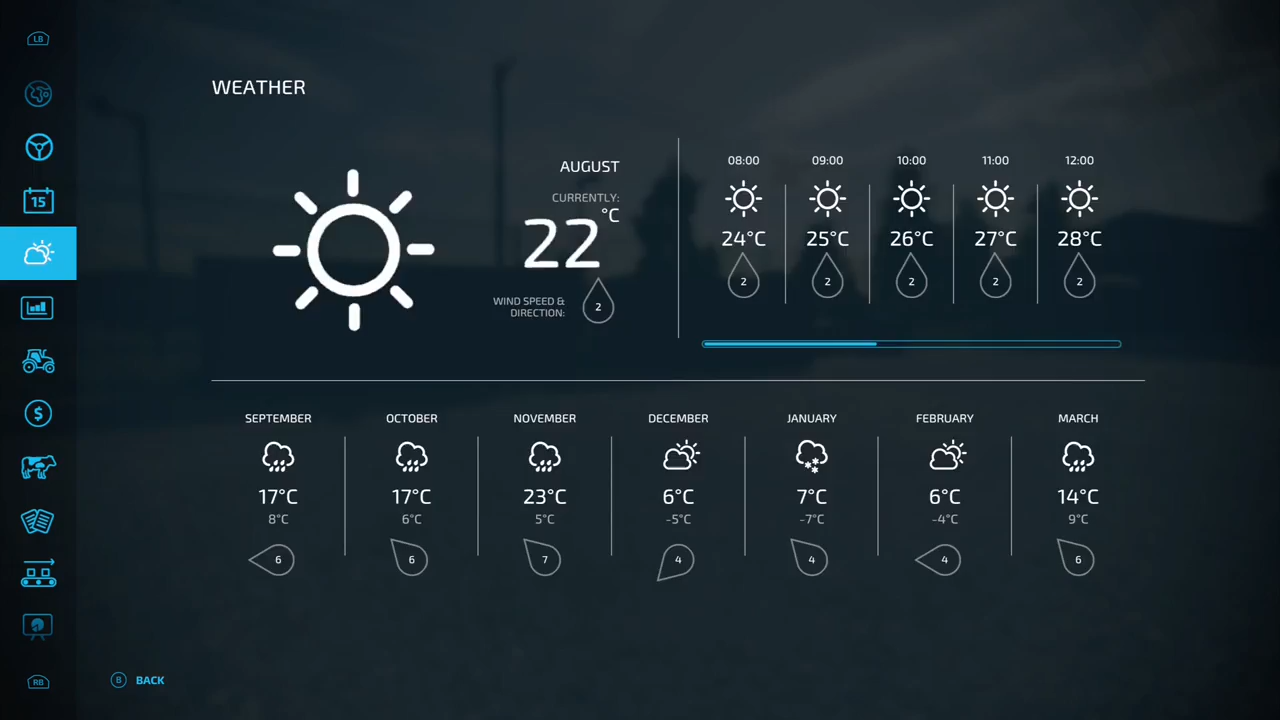 LB
WEATHER
15
AUGUST
CURRENTLY:
22 °C
WIND SPEED &
DIRECTION:
2
08:00 09:00 10:00 11:00 12:00
24°C 25°C 26°C 27°C 28°C
2 2 2 2 2
$
SEPTEMBER OCTOBER NOVEMBER DECEMBER JANUARY FEBRUARY MARCH
17°C 17°C 23°C 6°C 7°C 6°C 14°C
8°C 6°C 5°C -5°C -7°C -4°C 9°C
6 6 7 4 4 4 6
RB
B BACK